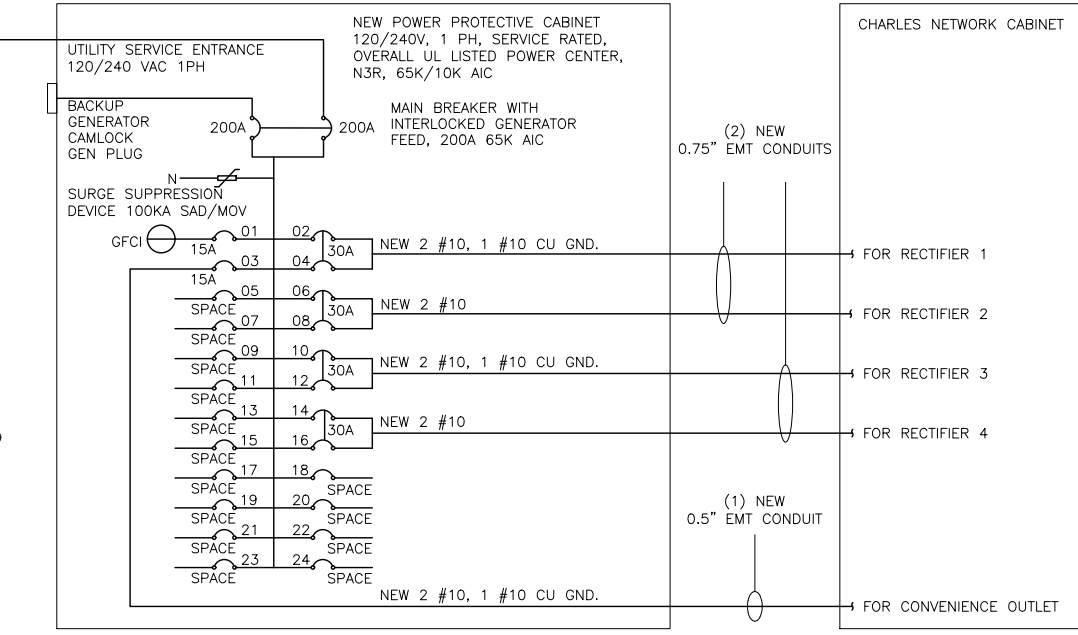 NEW POWER PROTECTIVE CABINET
120/240V, 1 PH, SERVICE RATED,
OVERALL UL LISTED POWER CENTER,
N3R, 65K/10K AIC
CHARLES NETWORK CABINET
UTILITY SERVICE ENTRANCE
120/240 VAC 1PH
BACKUP
GENERATOR
CAMLOCK
GEN PLUG
200A
200A
MAIN BREAKER WITH
INTERLOCKED GENERATOR
FEED, 200A 65K AIC
(2) NEW
0.75" EMT CONDUITS
N
SURGE SUPPRESSION
DEVICE 100KA SAD/MOV
GFCI
15A
01
02
30A
NEW 2 #10, 1 #10 CU GND.
FOR RECTIFIER 1
15A
03
04
SPACE
05
06
30A
NEW 2 #10
FOR RECTIFIER 2
SPACE
07
08
SPACE
09
10
30A
NEW 2 #10, 1 #10 CU GND.
FOR RECTIFIER 3
SPACE
11
12
SPACE
13
14
30A
NEW 2 #10
FOR RECTIFIER 4
SPACE
15
16
SPACE
17
18
SPACE
SPACE
19
20
SPACE
SPACE
21
22
SPACE
SPACE
23
24
SPACE
(1) NEW
0.5" EMT CONDUIT
NEW 2 #10, 1 #10 CU GND.
FOR CONVENIENCE OUTLET